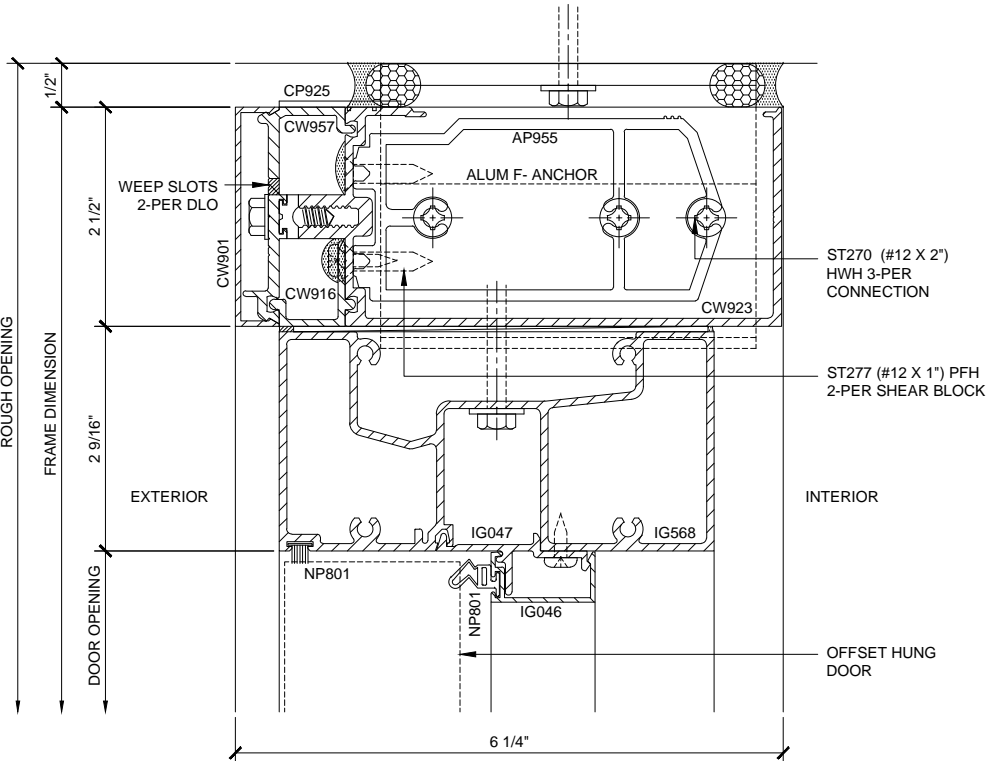 1/2"
CP925
CW957
AP955
ALUM F- ANCHOR
WEEP SLOTS
2-PER DLO
2 1/2"
CW901
CW916
CW923
ST270 (#12 X 2")
HWH 3-PER
CONNECTION
ROUGH OPENING
FRAME DIMENSION
ST277 (#12 X 1") PFH
2-PER SHEAR BLOCK
2 9/16"
EXTERIOR
INTERIOR
IG047
IG568
NP801
NP801
IG046
DOOR OPENING
OFFSET HUNG
DOOR
6 1/4"